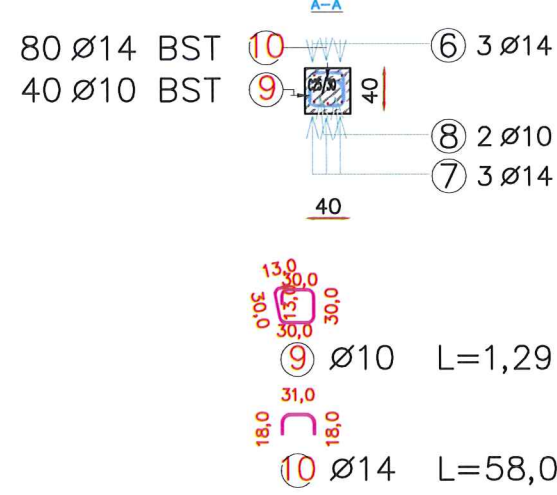 A-A
80 Ø14 BST 10 6 3 Ø14
40 Ø10 BST 9 C25/30 40
8 2 Ø10
7 3 Ø14
40
13,0
30,0
30,0 13,0 30,0
30,0
9 Ø10 L=1,29
31,0
18,0 18,0
10 Ø14 L=58,0